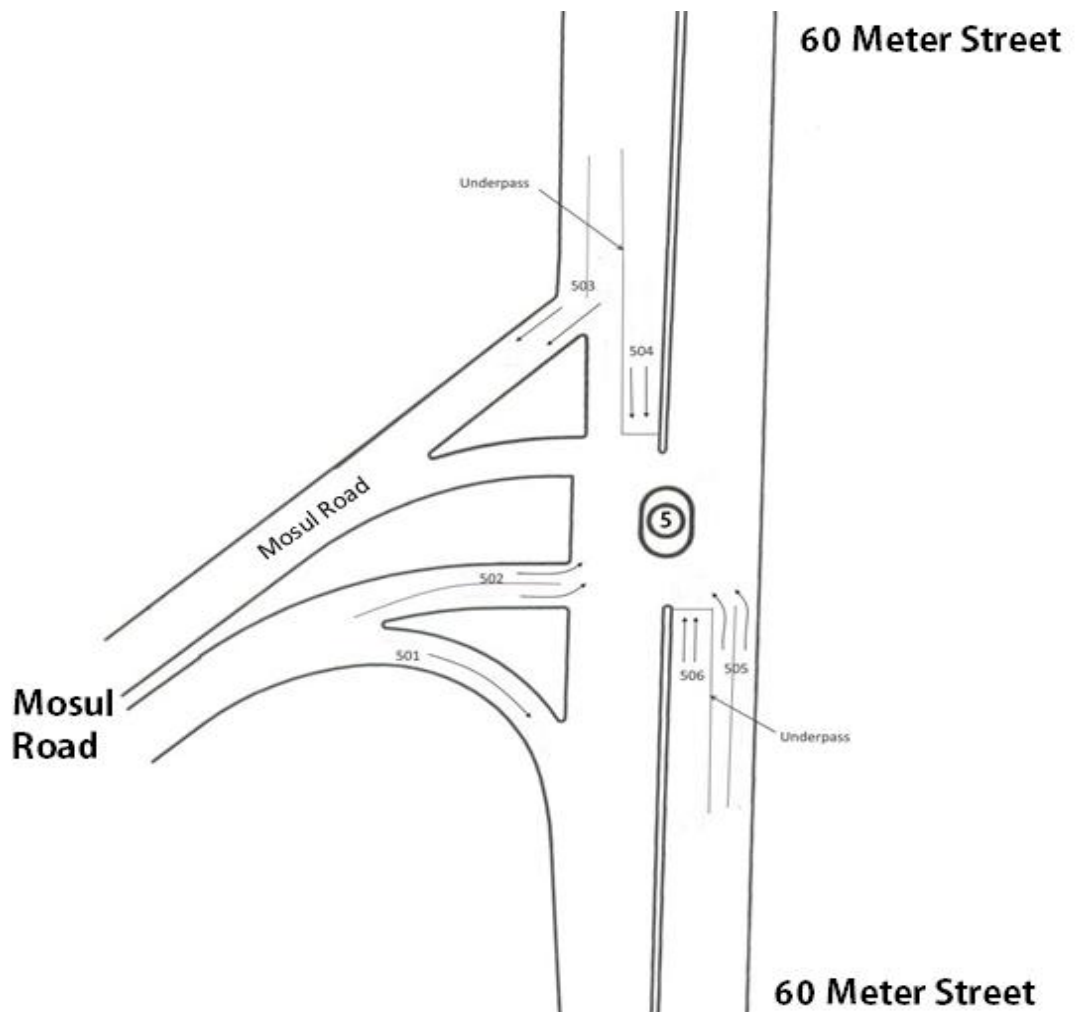 60 Meter Street
Underpass
503
504
Mosul Road
5
502
501
Mosul
Road
506
505
Underpass
60 Meter Street